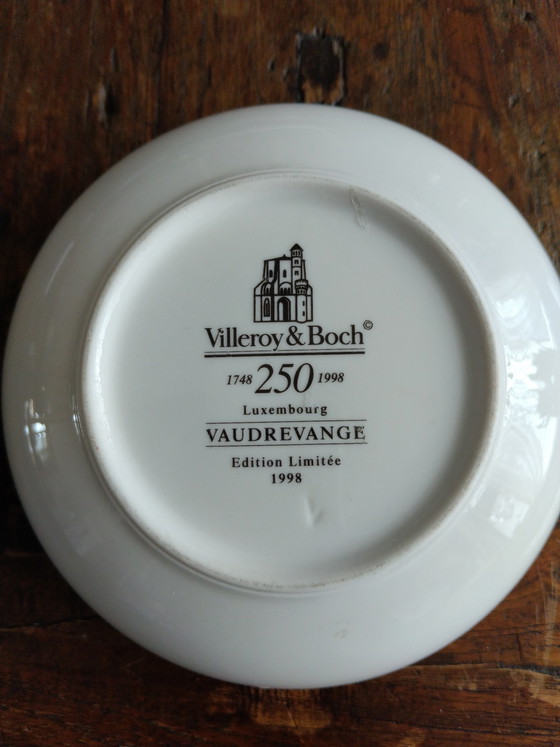 Villeroy & Boch©
1748 250 1998
Luxembourg
VAUDREVANGE
Edition Limitée
1998